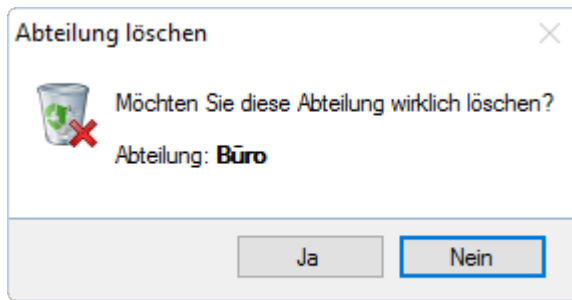 Abteilung löschen
Möchten Sie diese Abteilung wirklich löschen?
Abteilung: Büro
Ja
Nein